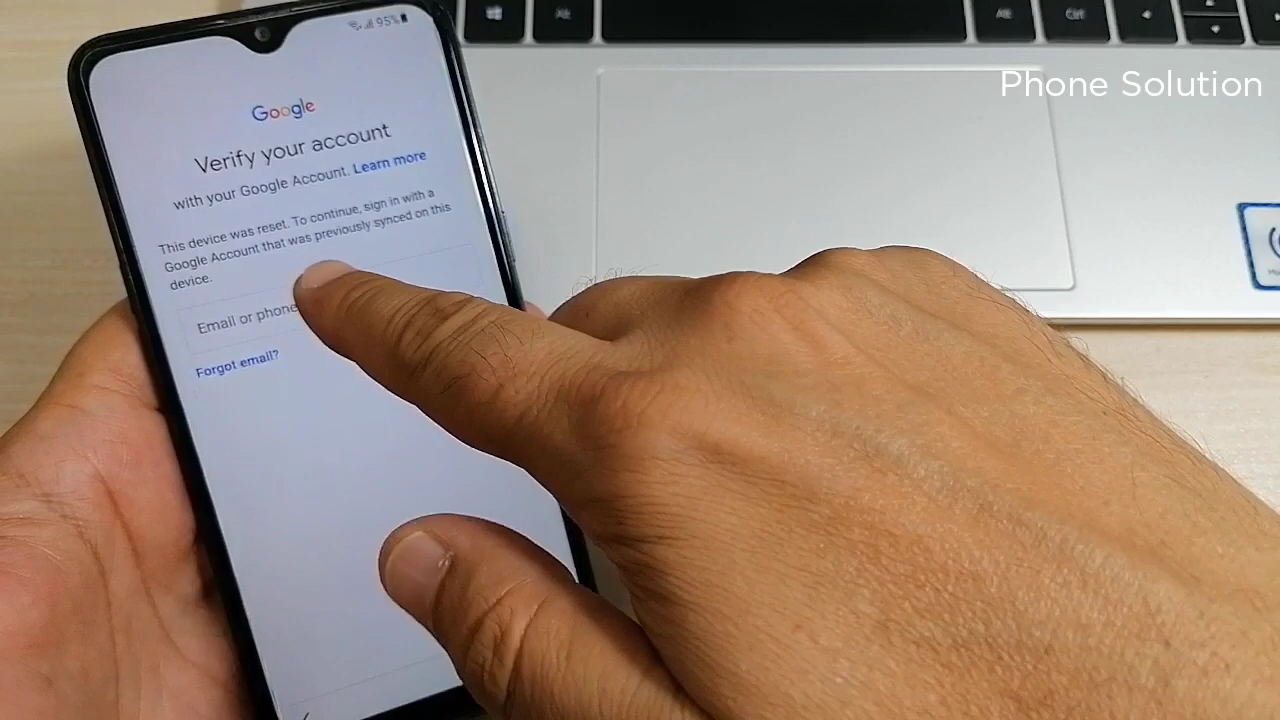 95%
Phone Solution
Google
Verify your account
with your Google Account. Learn more
This device was reset. To continue, sign in with a
Google Account that was previously synced on this
device.
Email or phone
Forgot email?
Alt
Ctrl